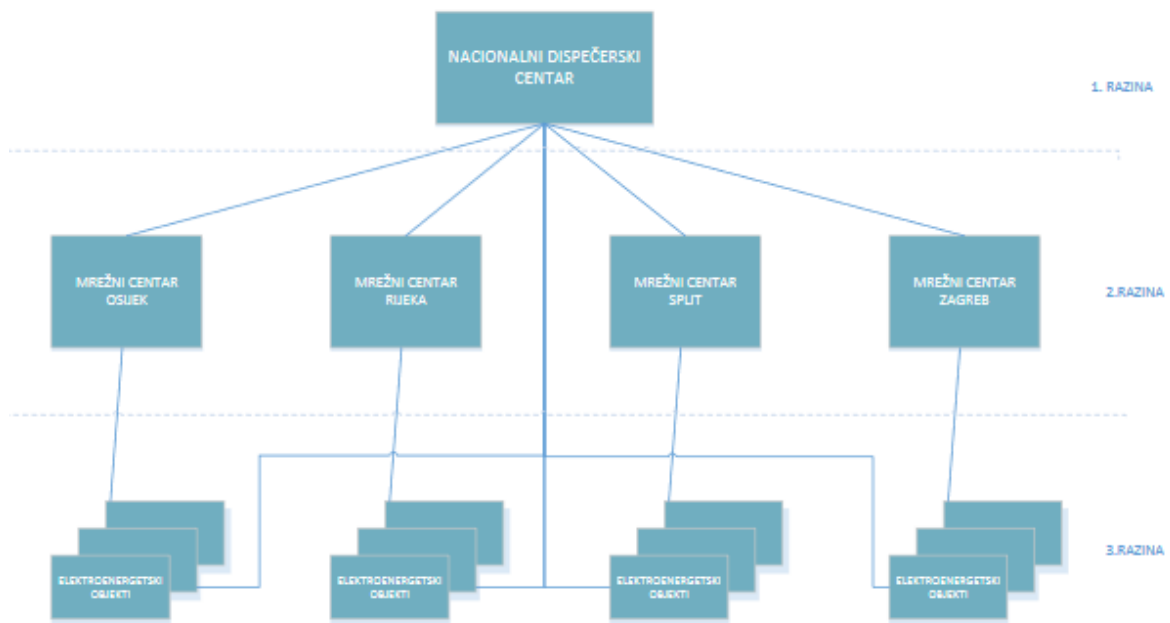 NACIONALNI DISPEČERSKI
CENTAR
1. RAZINA
MREŽNI CENTAR
OSIJEK
MREŽNI CENTAR
RIJEKA
MREŽNI CENTAR
SPLIT
MREŽNI CENTAR
ZAGREB
2.RAZINA
3.RAZINA
ELEKTROENERGETSKI
OBJEKTI
ELEKTROENERGETSKI
OBJEKTI
ELEKTROENERGETSKI
OBJEKTI
ELEKTROENERGETSKI
OBJEKTI